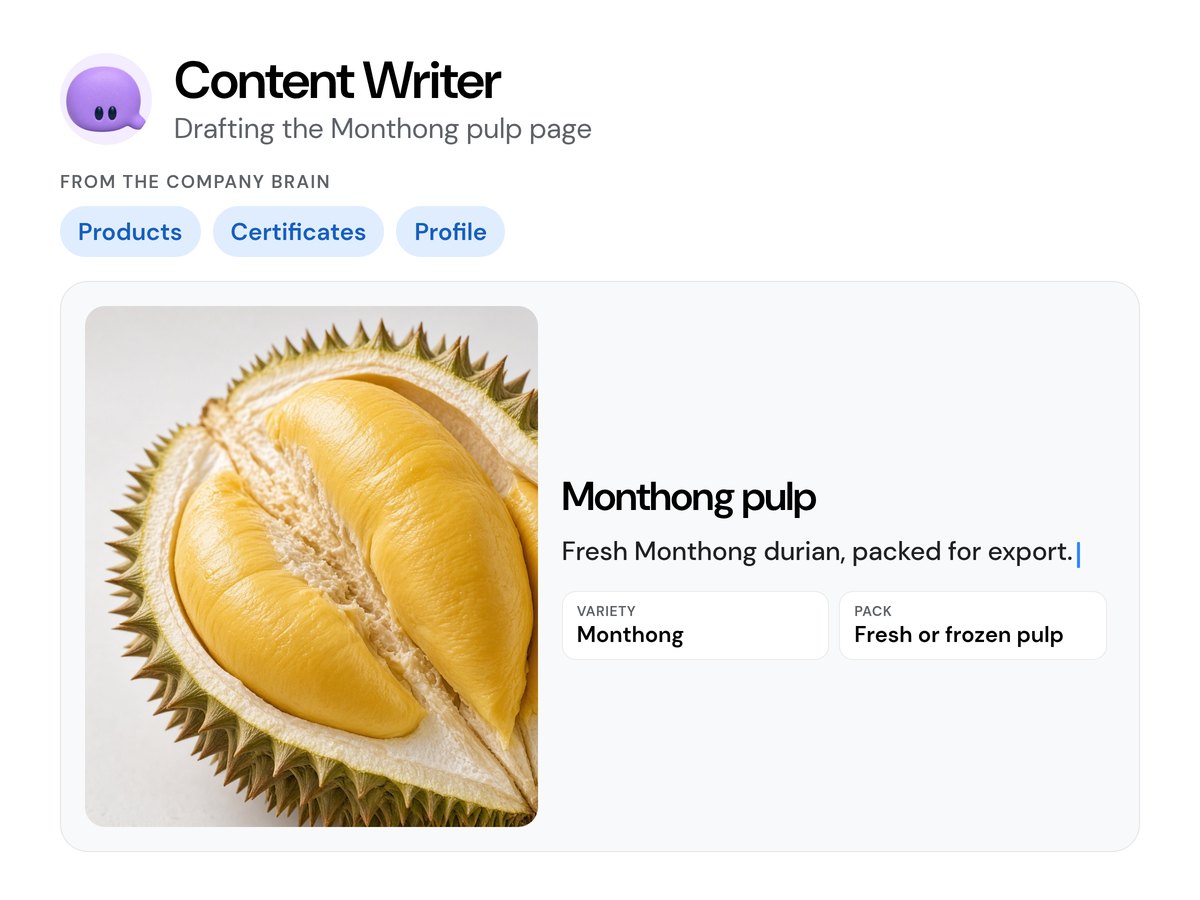 Content Writer
Drafting the Monthong pulp page
FROM THE COMPANY BRAIN
Products
Certificates
Profile
Monthong pulp
Fresh Monthong durian, packed for export.
VARIETY
Monthong
PACK
Fresh or frozen pulp